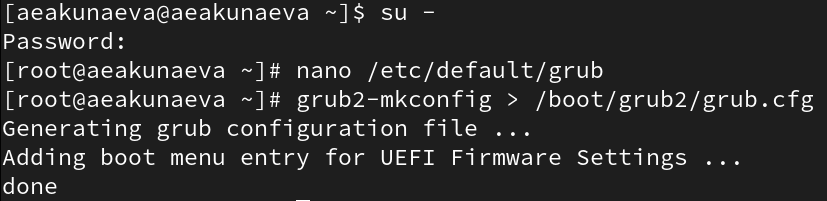 [aeakunaeva@aeakunaeva ~]$ su -
Password:
[root@aeakunaeva ~]# nano /etc/default/grub
[root@aeakunaeva ~]# grub2-mkconfig > /boot/grub2/grub.cfg
Generating grub configuration file ...
Adding boot menu entry for UEFI Firmware Settings ...
done